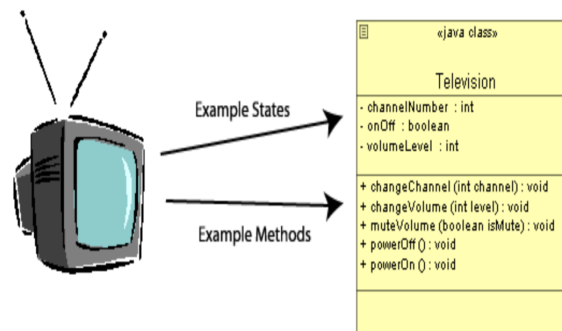 Example States
Example Methods
«java class»
Television
- channelNumber : int
- onOff : boolean
- volumeLevel : int
+ changeChannel (int channel) : void
+ changeVolume (int level) : void
+ muteVolume (boolean isMute) : void
+ powerOff () : void
+ powerOn () : void